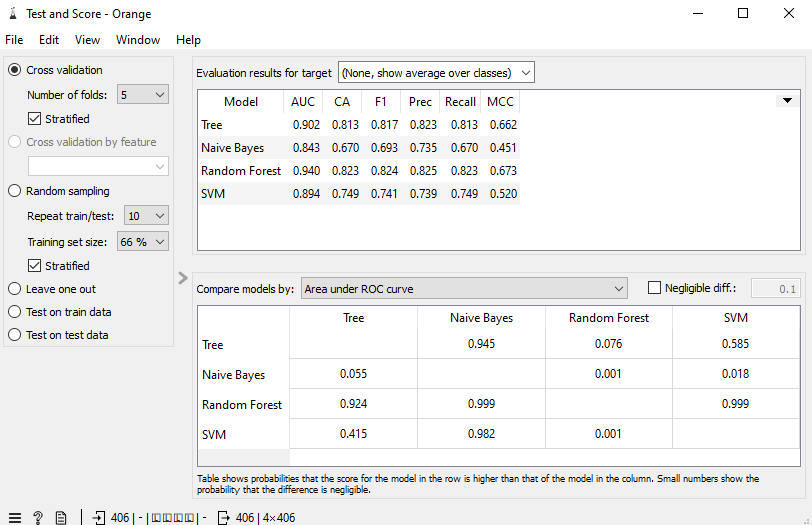 Test and Score - Orange
File Edit View Window Help
Cross validation
Number of folds: 5
Stratified
Cross validation by feature
Random sampling
Repeat train/test: 10
Training set size: 66 %
Stratified
Leave one out
Test on train data
Test on test data
Evaluation results for target (None, show average over classes)
Model AUC CA F1 Prec Recall MCC
Tree 0.902 0.813 0.817 0.823 0.813 0.662
Naive Bayes 0.843 0.670 0.693 0.735 0.670 0.451
Random Forest 0.940 0.823 0.824 0.825 0.823 0.673
SVM 0.894 0.749 0.741 0.739 0.749 0.520
Compare models by: Area under ROC curve Negligible diff.: 0.1
Tree Naive Bayes Random Forest SVM
Tree 0.945 0.076 0.585
Naive Bayes 0.055 0.001 0.018
Random Forest 0.924 0.999 0.999
SVM 0.415 0.982 0.001
Table shows probabilities that the score for the model in the row is higher than that of the model in the column. Small numbers show the
probability that the difference is negligible.
406 | - | | - 406 | 4×406